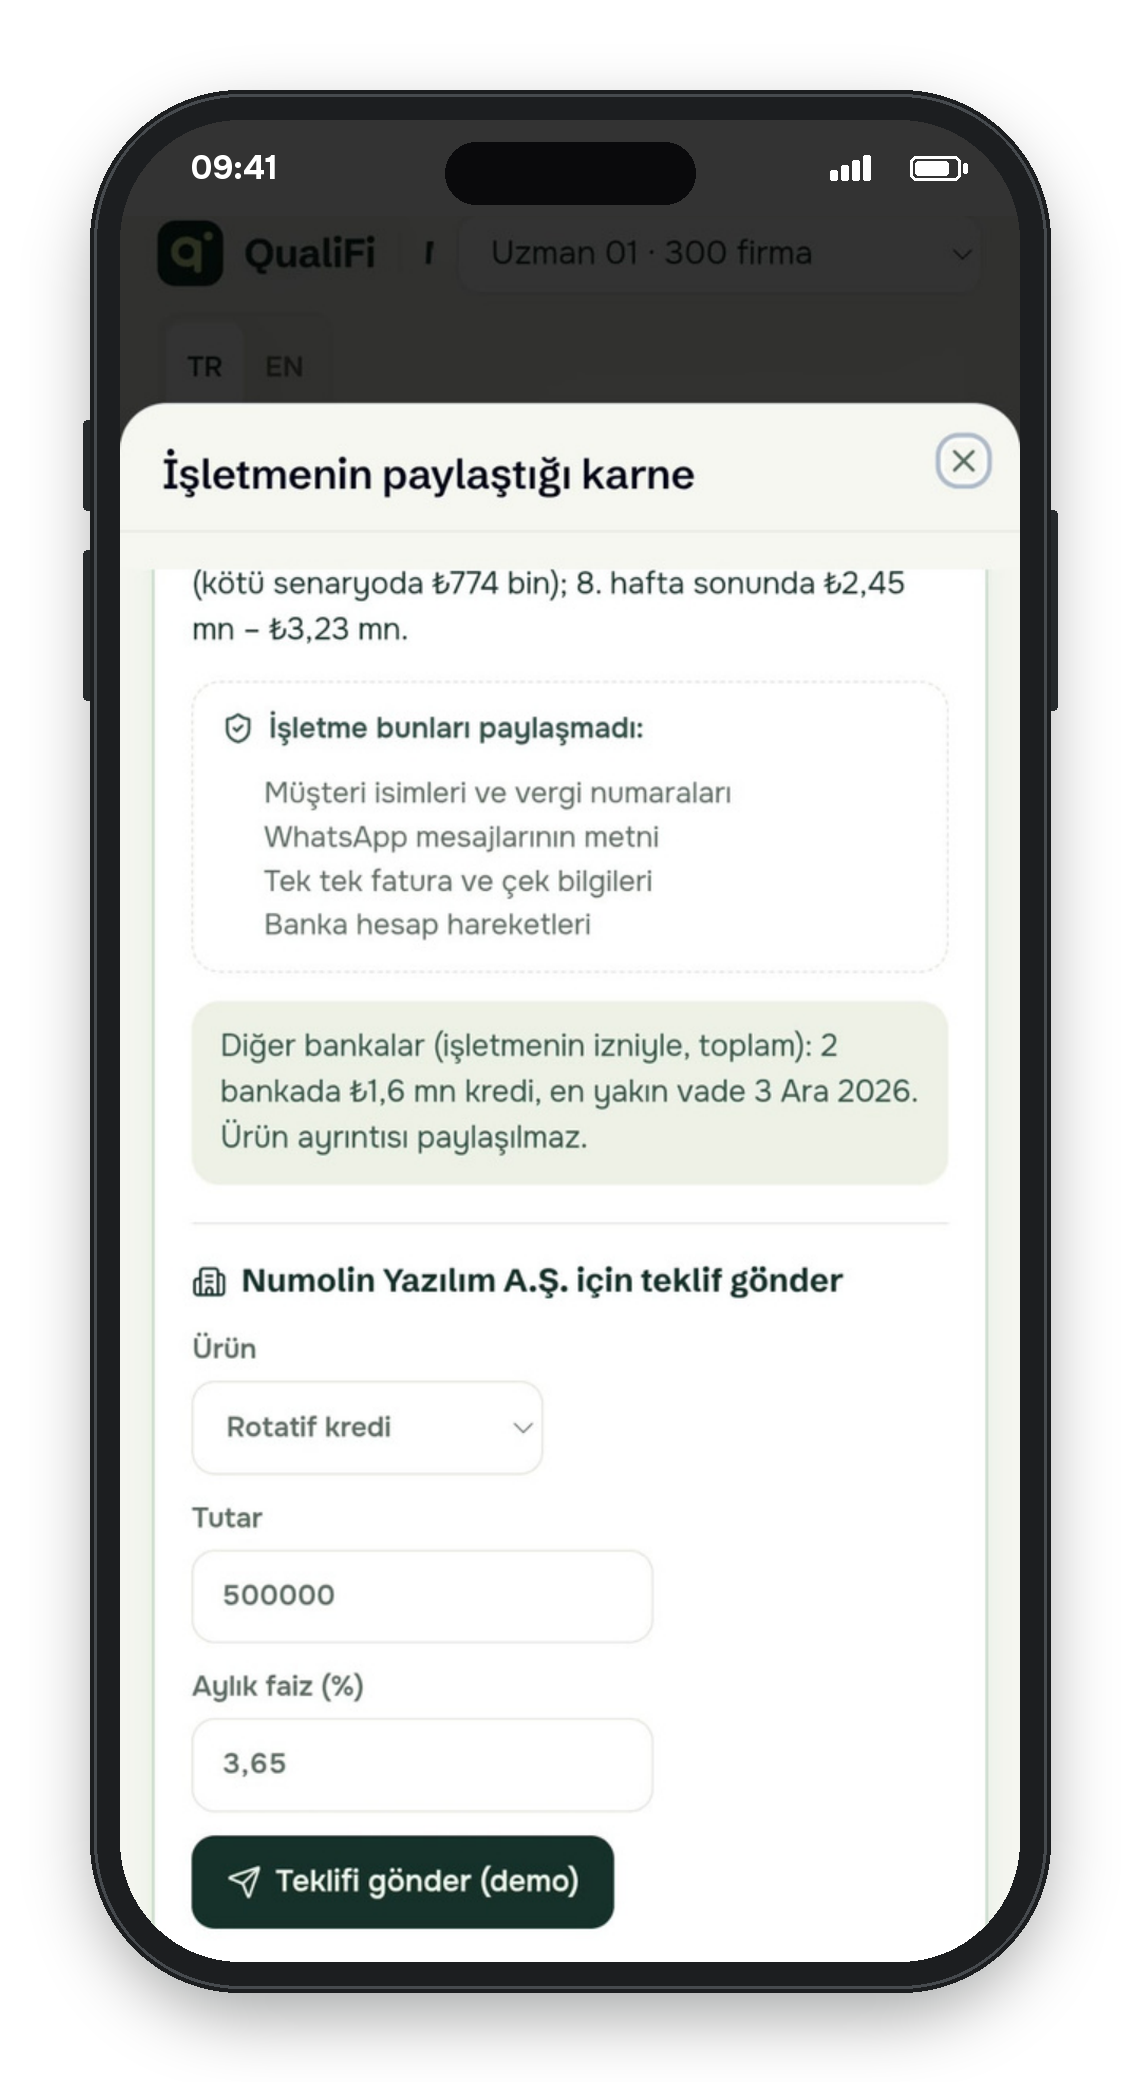 09:41
QualiFi
Uzman 01 · 300 firma
TR EN
İşletmenin paylaştığı karne
(kötü senaryoda ₺774 bin); 8. hafta sonunda ₺2,45
mn – ₺3,23 mn.
İşletme bunları paylaşmadı:
Müşteri isimleri ve vergi numaraları
WhatsApp mesajlarının metni
Tek tek fatura ve çek bilgileri
Banka hesap hareketleri
Diğer bankalar (işletmenin izniyle, toplam): 2
bankada ₺1,6 mn kredi, en yakın vade 3 Ara 2026.
Ürün ayrıntısı paylaşılmaz.
Numolin Yazılım A.Ş. için teklif gönder
Ürün
Rotatif kredi
Tutar
500000
Aylık faiz (%)
3,65
Teklifi gönder (demo)